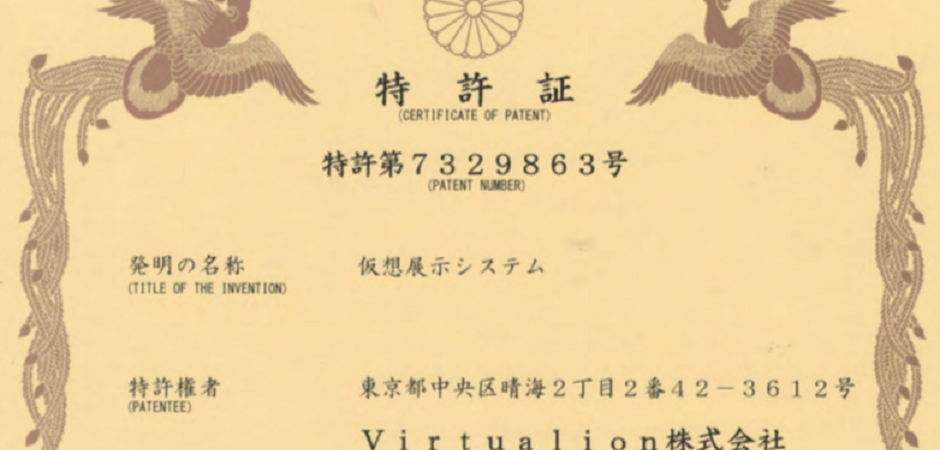 特許証
(CERTIFICATE OF PATENT)
特許第７３２９８６３号
(PATENT NUMBER)
発明の名称 仮想展示システム
(TITLE OF THE INVENTION)
特許権者 東京都中央区晴海２丁目２番４２－３６１２号
(PATENTEE)
Ｖｉｒｔｕａｌｉｏｎ株式会社